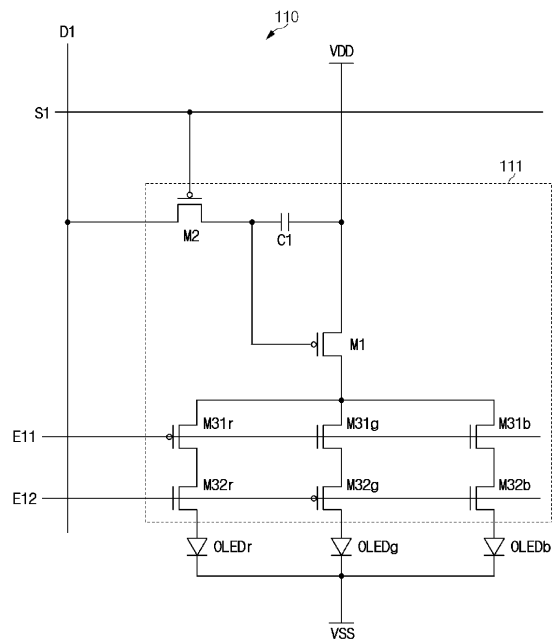 D1
110
VDD
S1
111
M2
C1
M1
M31r
M31g
M31b
E11
M32r
M32g
M32b
E12
OLEDr
OLEDg
OLEDb
VSS